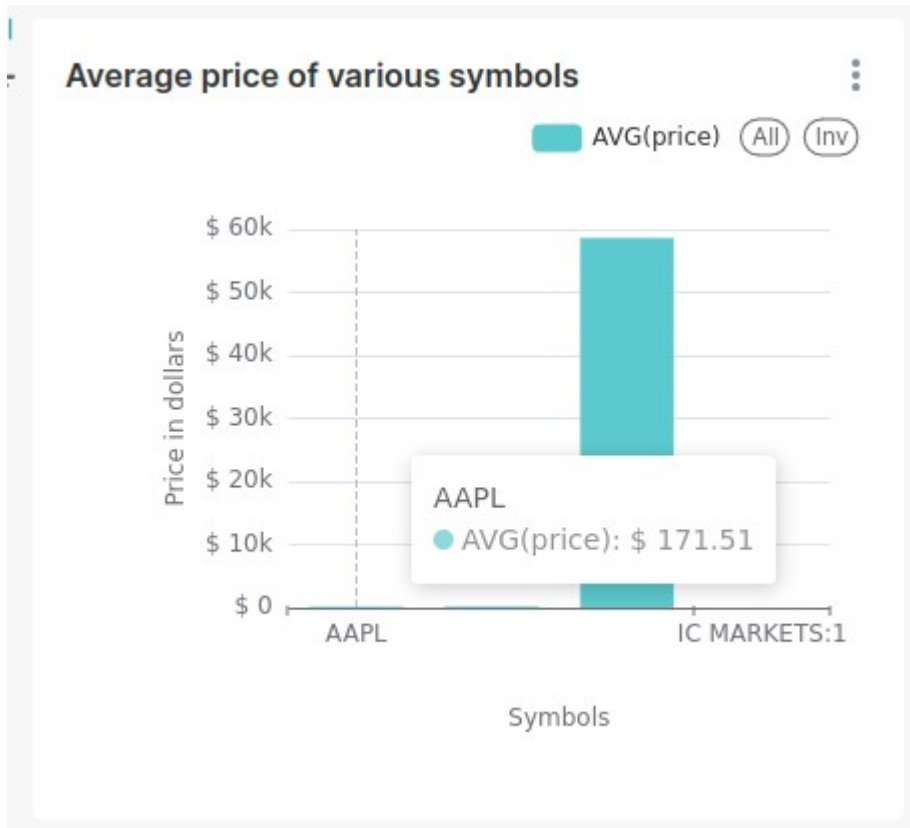 Average price of various symbols
AVG(price) All Inv
$ 60k
$ 50k
$ 40k
$ 30k
$ 20k
$ 10k
$ 0
Price in dollars
AAPL
AVG(price): $ 171.51
AAPL IC MARKETS:1
Symbols